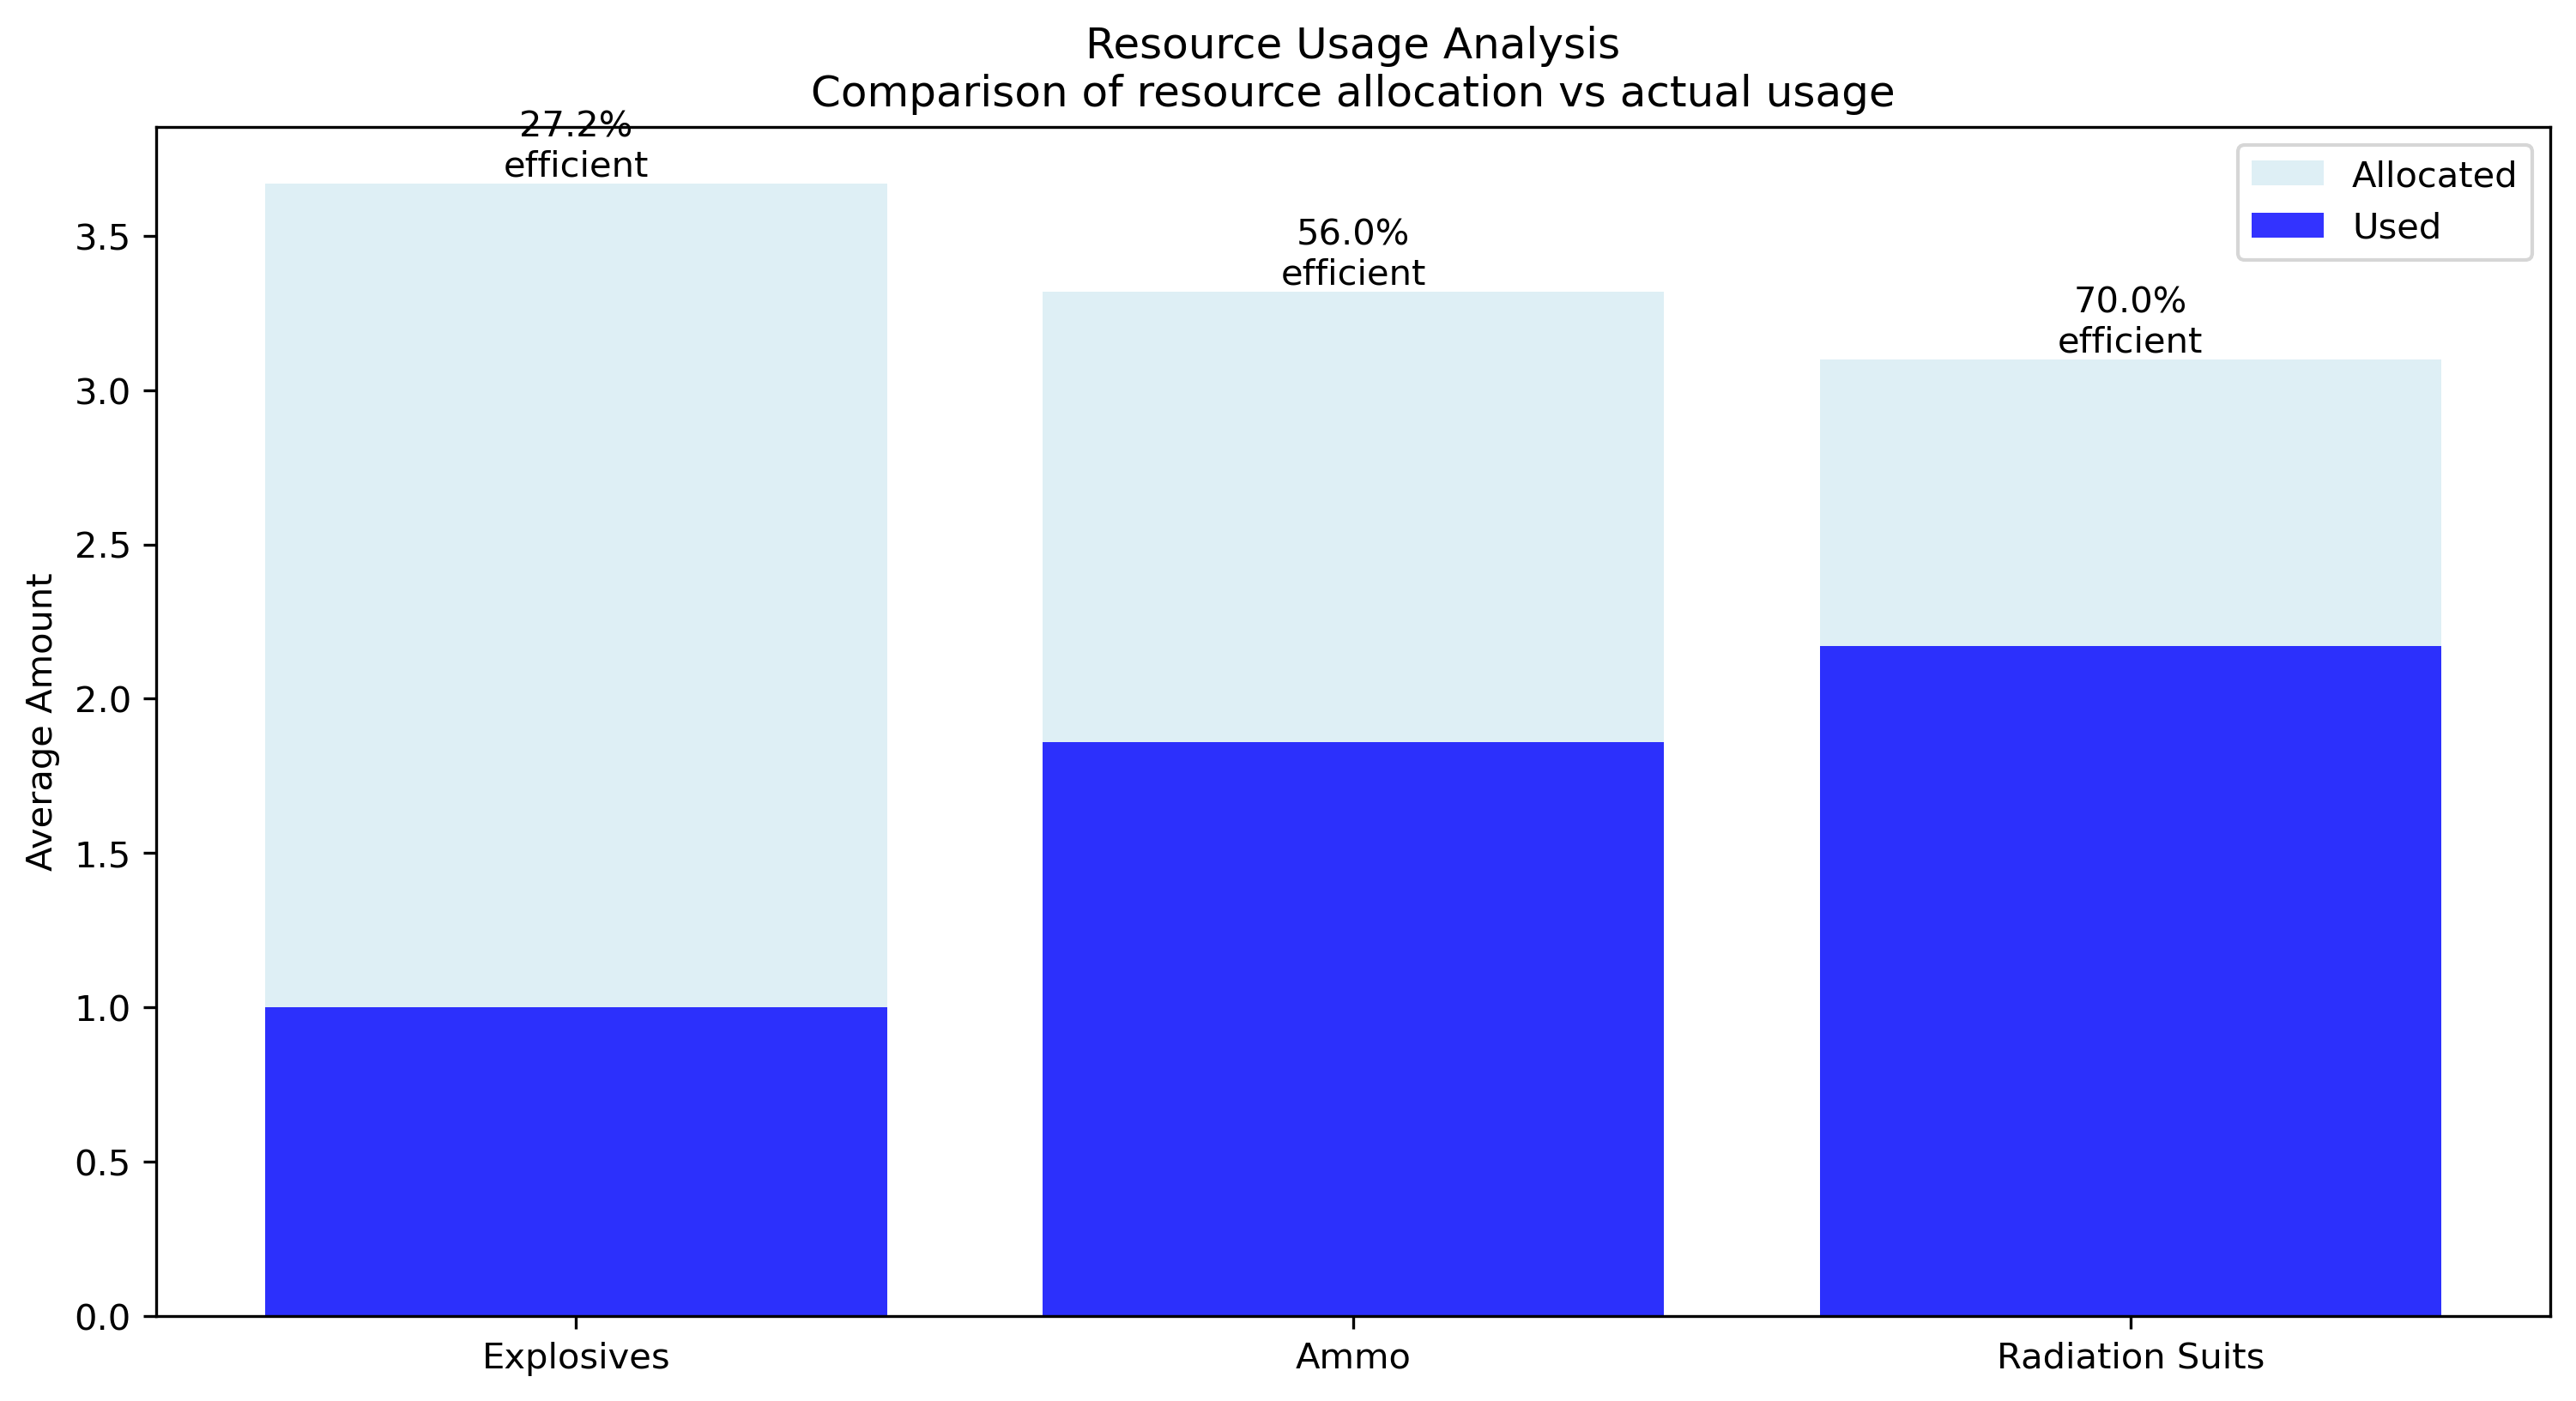 Resource Usage Analysis
Comparison of resource allocation vs actual usage
27.2%
efficient
56.0%
efficient
70.0%
efficient
Allocated
Used
Average Amount
3.5
3.0
2.5
2.0
1.5
1.0
0.5
0.0
Explosives
Ammo
Radiation Suits